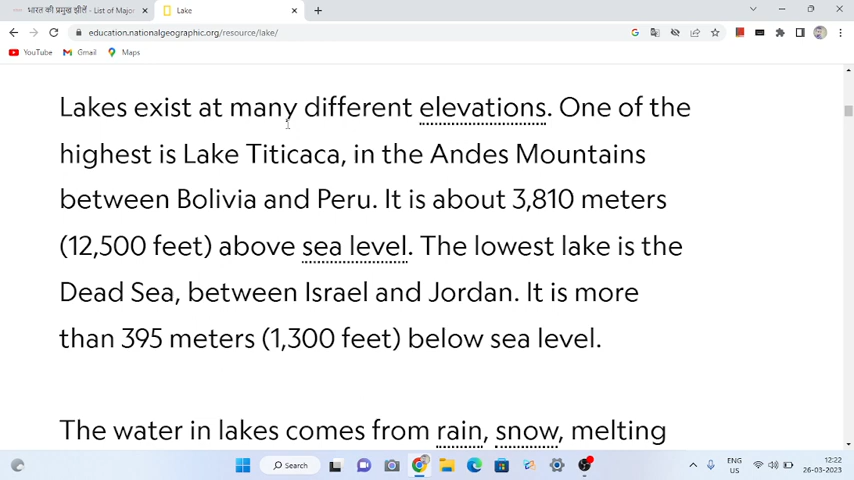 भारत की प्रमुख झीलें - List of Major
Lake
education.nationalgeographic.org/resource/lake/
YouTube
Gmail
Maps
Lakes exist at many different elevations. One of the
highest is Lake Titicaca, in the Andes Mountains
between Bolivia and Peru. It is about 3,810 meters
(12,500 feet) above sea level. The lowest lake is the
Dead Sea, between Israel and Jordan. It is more
than 395 meters (1,300 feet) below sea level.
The water in lakes comes from rain, snow, melting
Search
ENG
US
12:22
26-03-2023